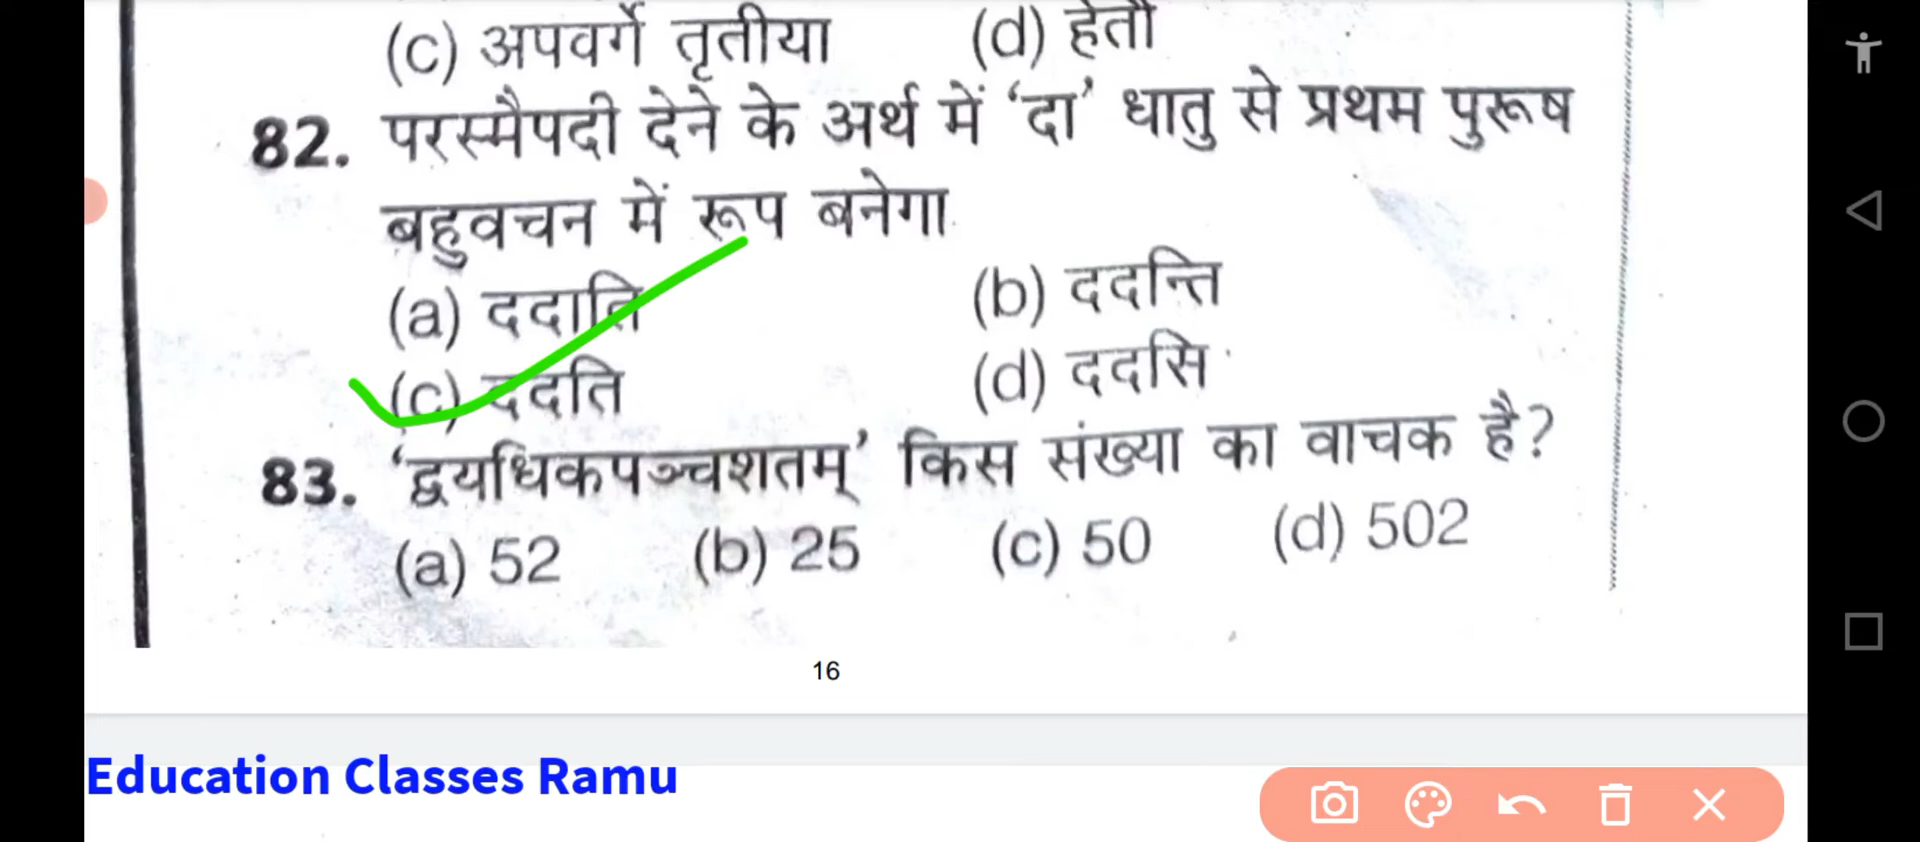 (c) अपवर्गे तृतीया (d) हेतौ
82. परस्मैपदी देने के अर्थ में ‘दा’ धातु से प्रथम पुरूष
बहुवचन में रूप बनेगा
(a) ददाति (b) ददन्ति
(c) ददति (d) ददसि
83. ‘द्वयधिकपञ्चशतम्’ किस संख्या का वाचक है?
(a) 52 (b) 25 (c) 50 (d) 502
16
Education Classes Ramu